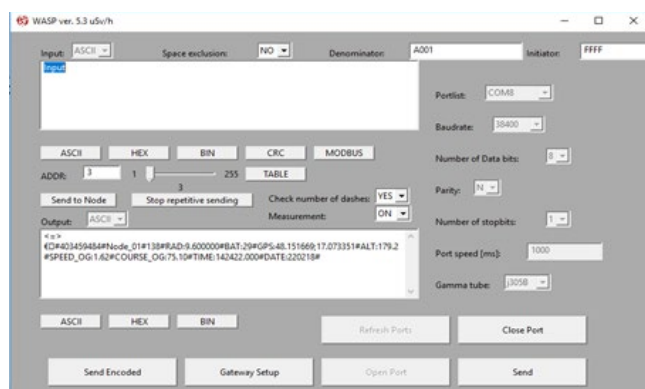 WASP ver. 5.3 uSv/h
Input: ASCII Space exclusion: NO Denominator: A001 Initiator: FFFF
Input
Portlist: COM8
Baudrate: 38400
ASCII HEX BIN CRC MODBUS
Number of Data bits: 8
ADDR: 3 1 255 TABLE
3
Parity: N
Send to Node Stop repetitive sending Check number of dashes: YES
Measurement: ON
Output: ASCII
Number of stopbits: 1
<=>
€□#403459484#Node_01#138#RAD:9.600000#BAT:29#GPS:48.151669;17.073351#ALT:179.2
#SPEED_OG:1.62#COURSE_OG:75.10#TIME:142422.000#DATE:220218#
Port speed [ms]: 1000
Gamma tube: j305B
ASCII HEX BIN
Refresh Ports Close Port
Send Encoded Gateway Setup Open Port Send